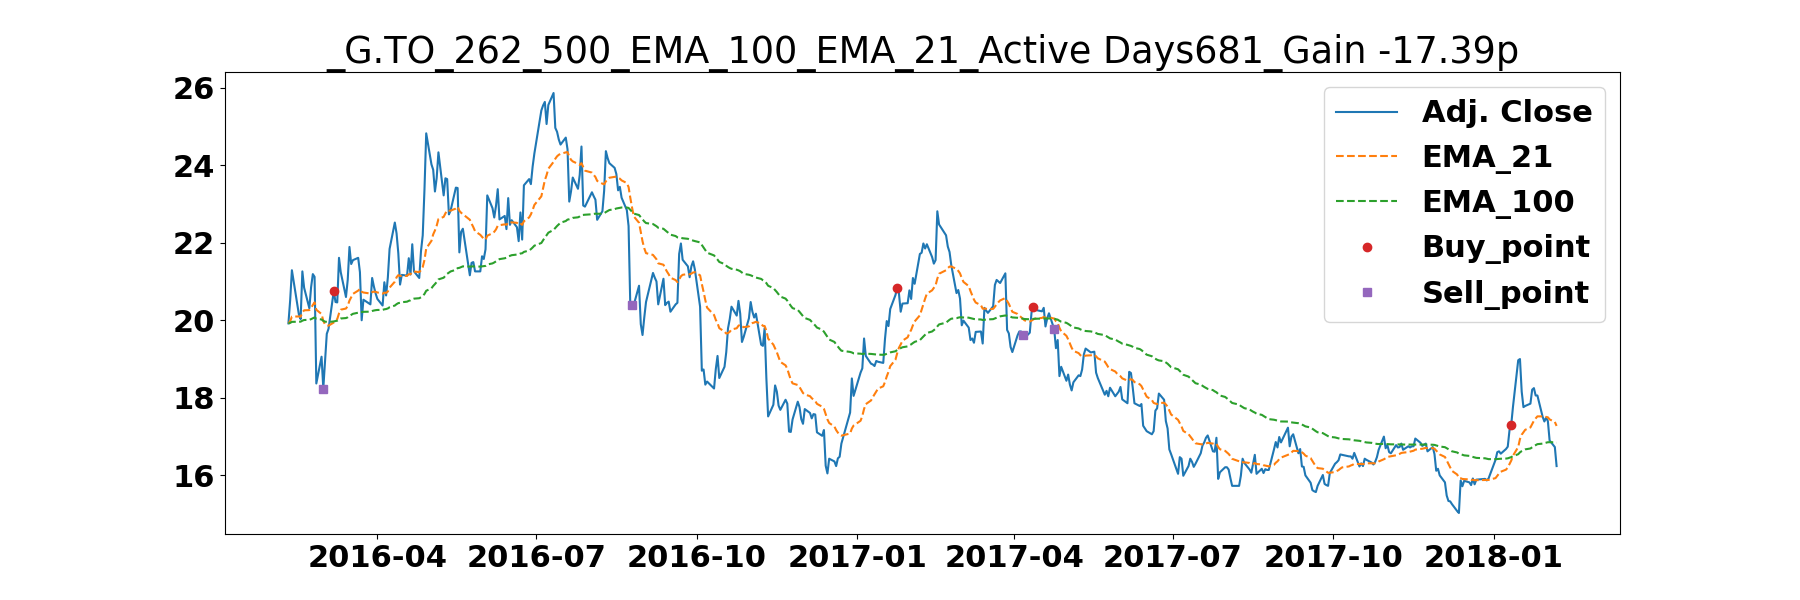 _G.TO_262_500_EMA_100_EMA_21_Active Days681_Gain -17.39p
26
24
22
20
18
16
2016-04 2016-07 2016-10 2017-01 2017-04 2017-07 2017-10 2018-01
Adj. Close
EMA_21
EMA_100
Buy_point
Sell_point